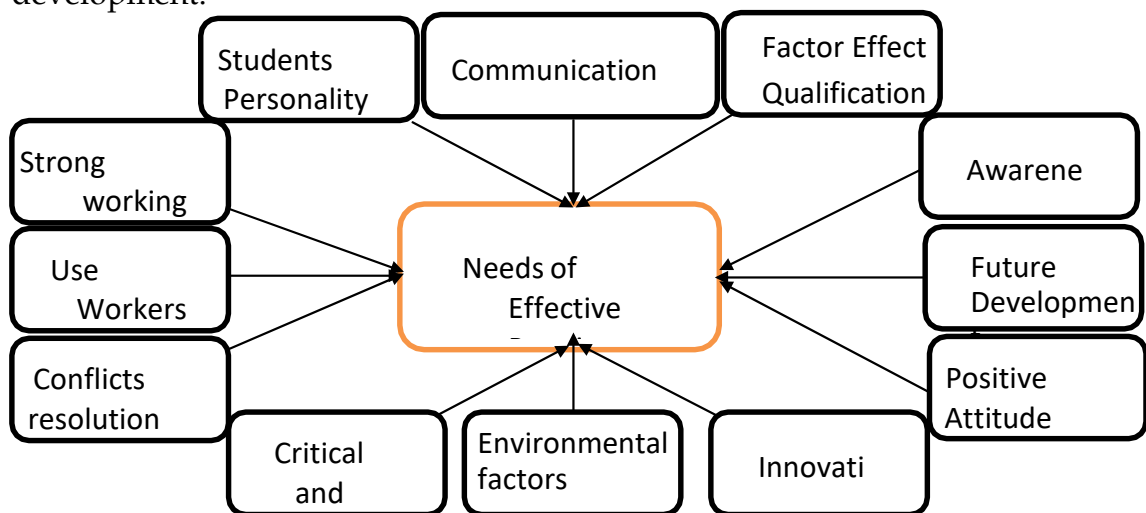 development.
Students
Personality
Communication
Factor Effect
Qualification
Strong
working
Awarene
Use
Workers
Needs of
Effective
Future
Developmen
Conflicts
resolution
Positive
Attitude
Critical
and
Environmental
factors
Innovati